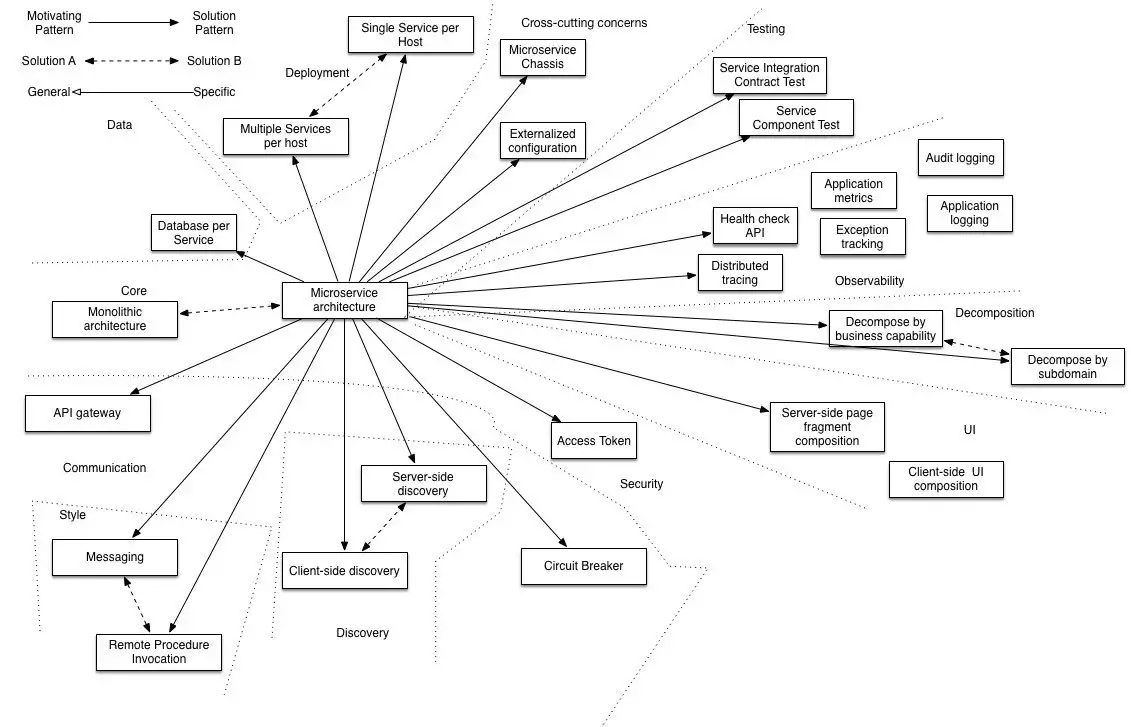 Motivating
Pattern
Solution
Pattern
Solution A
Solution B
General
Specific
Single Service per
Host
Cross-cutting concerns
Testing
Microservice
Chassis
Deployment
Service Integration
Contract Test
Data
Multiple Services
per host
Externalized
configuration
Service
Component Test
Audit logging
Application
metrics
Application
logging
Database per
Service
Health check
API
Exception
tracking
Distributed
tracing
Observability
Core
Monolithic
architecture
Microservice
architecture
Decomposition
Decompose by
business capability
Decompose by
subdomain
API gateway
Access Token
Server-side page
fragment
composition
UI
Communication
Server-side
discovery
Security
Client-side UI
composition
Style
Messaging
Client-side discovery
Circuit Breaker
Discovery
Remote Procedure
Invocation